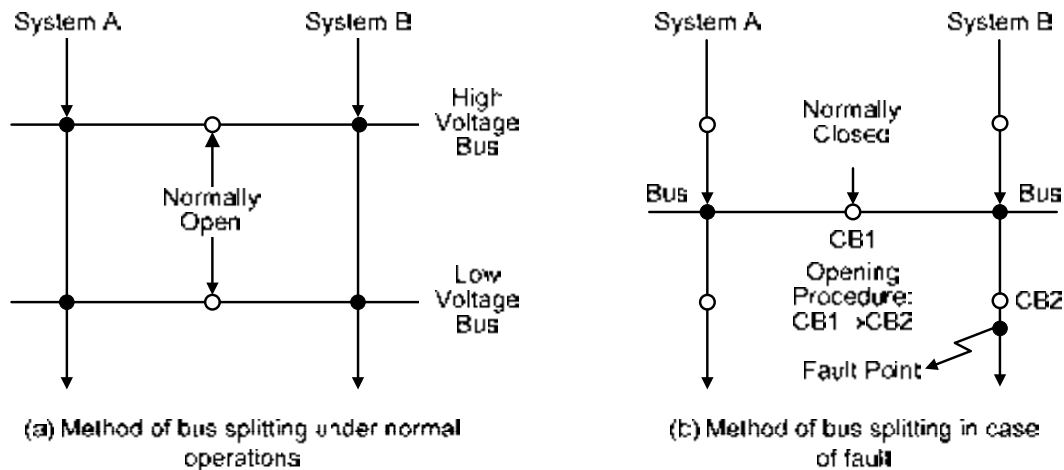 System A
System B
High
Voltage
Bus
Normally
Open
Low
Voltage
Bus
(a) Method of bus splitting under normal
operations
System A
System B
Normally
Closed
Bus
Bus
CB1
Opening
Procedure:
CB1 → CB2
CB2
Fault Point
(b) Method of bus splitting in case
of fault